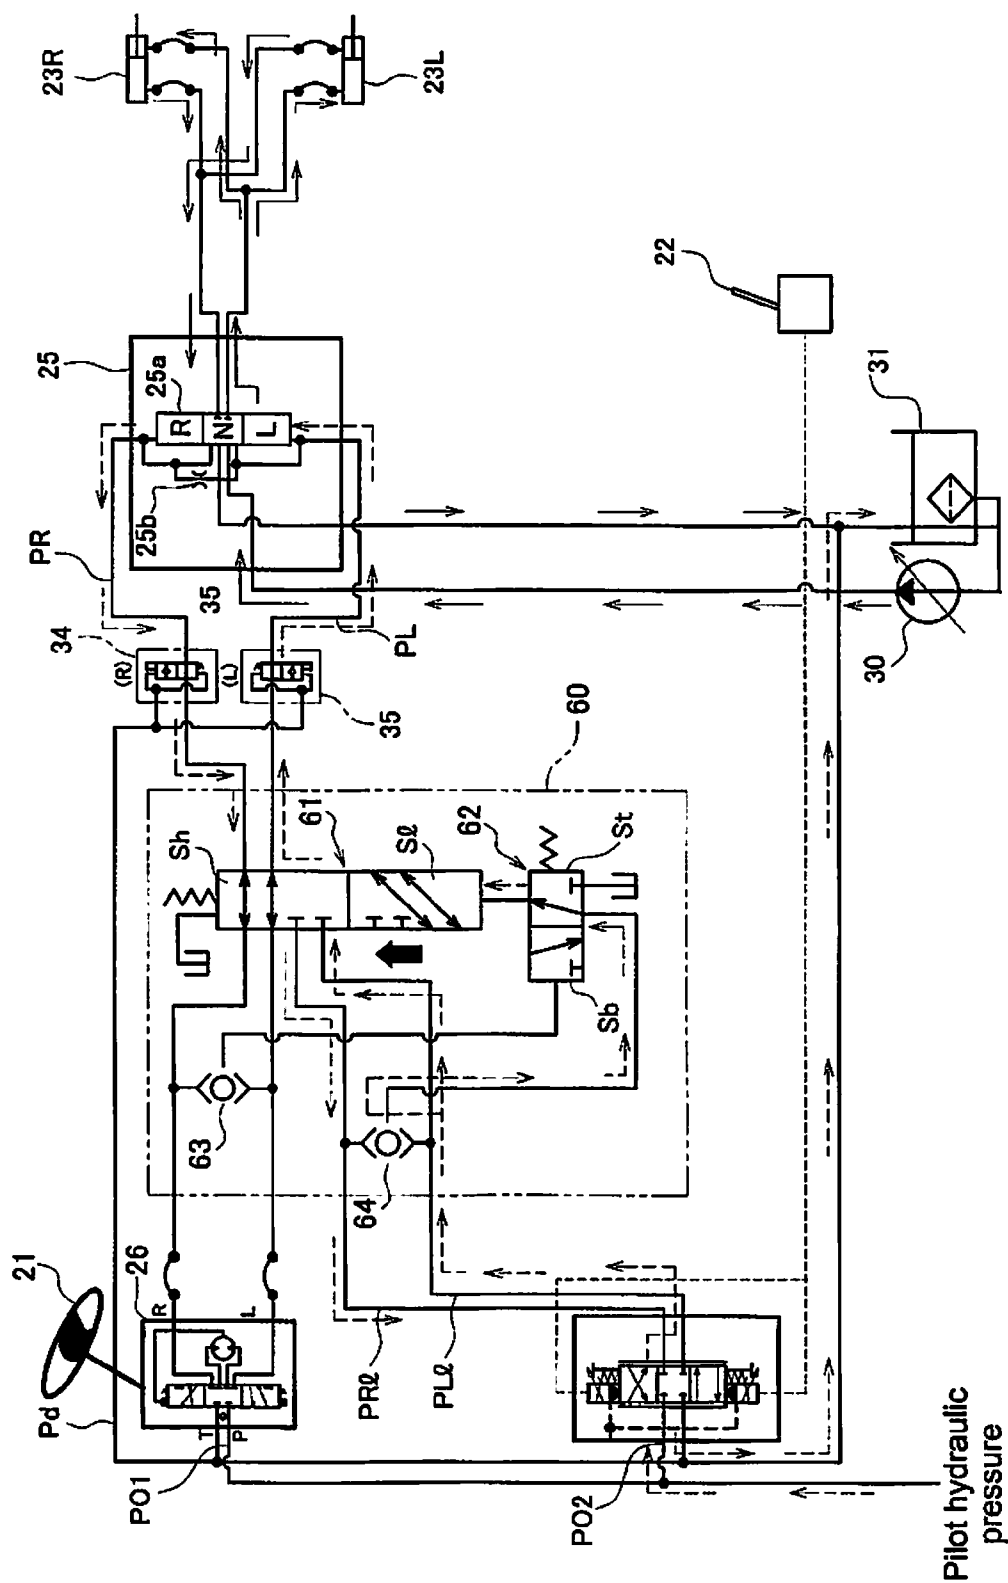 23R
23L
22
25
25a
R
N
L
25b
31
PR
35
PL
30
34
(R)
(L)
35
60
61
62
Sh
Sℓ
St
Sb
63
64
21
26
R
L
Pd
T
P
PRℓ
PLℓ
PO1
PO2
Pilot hydraulic
pressure